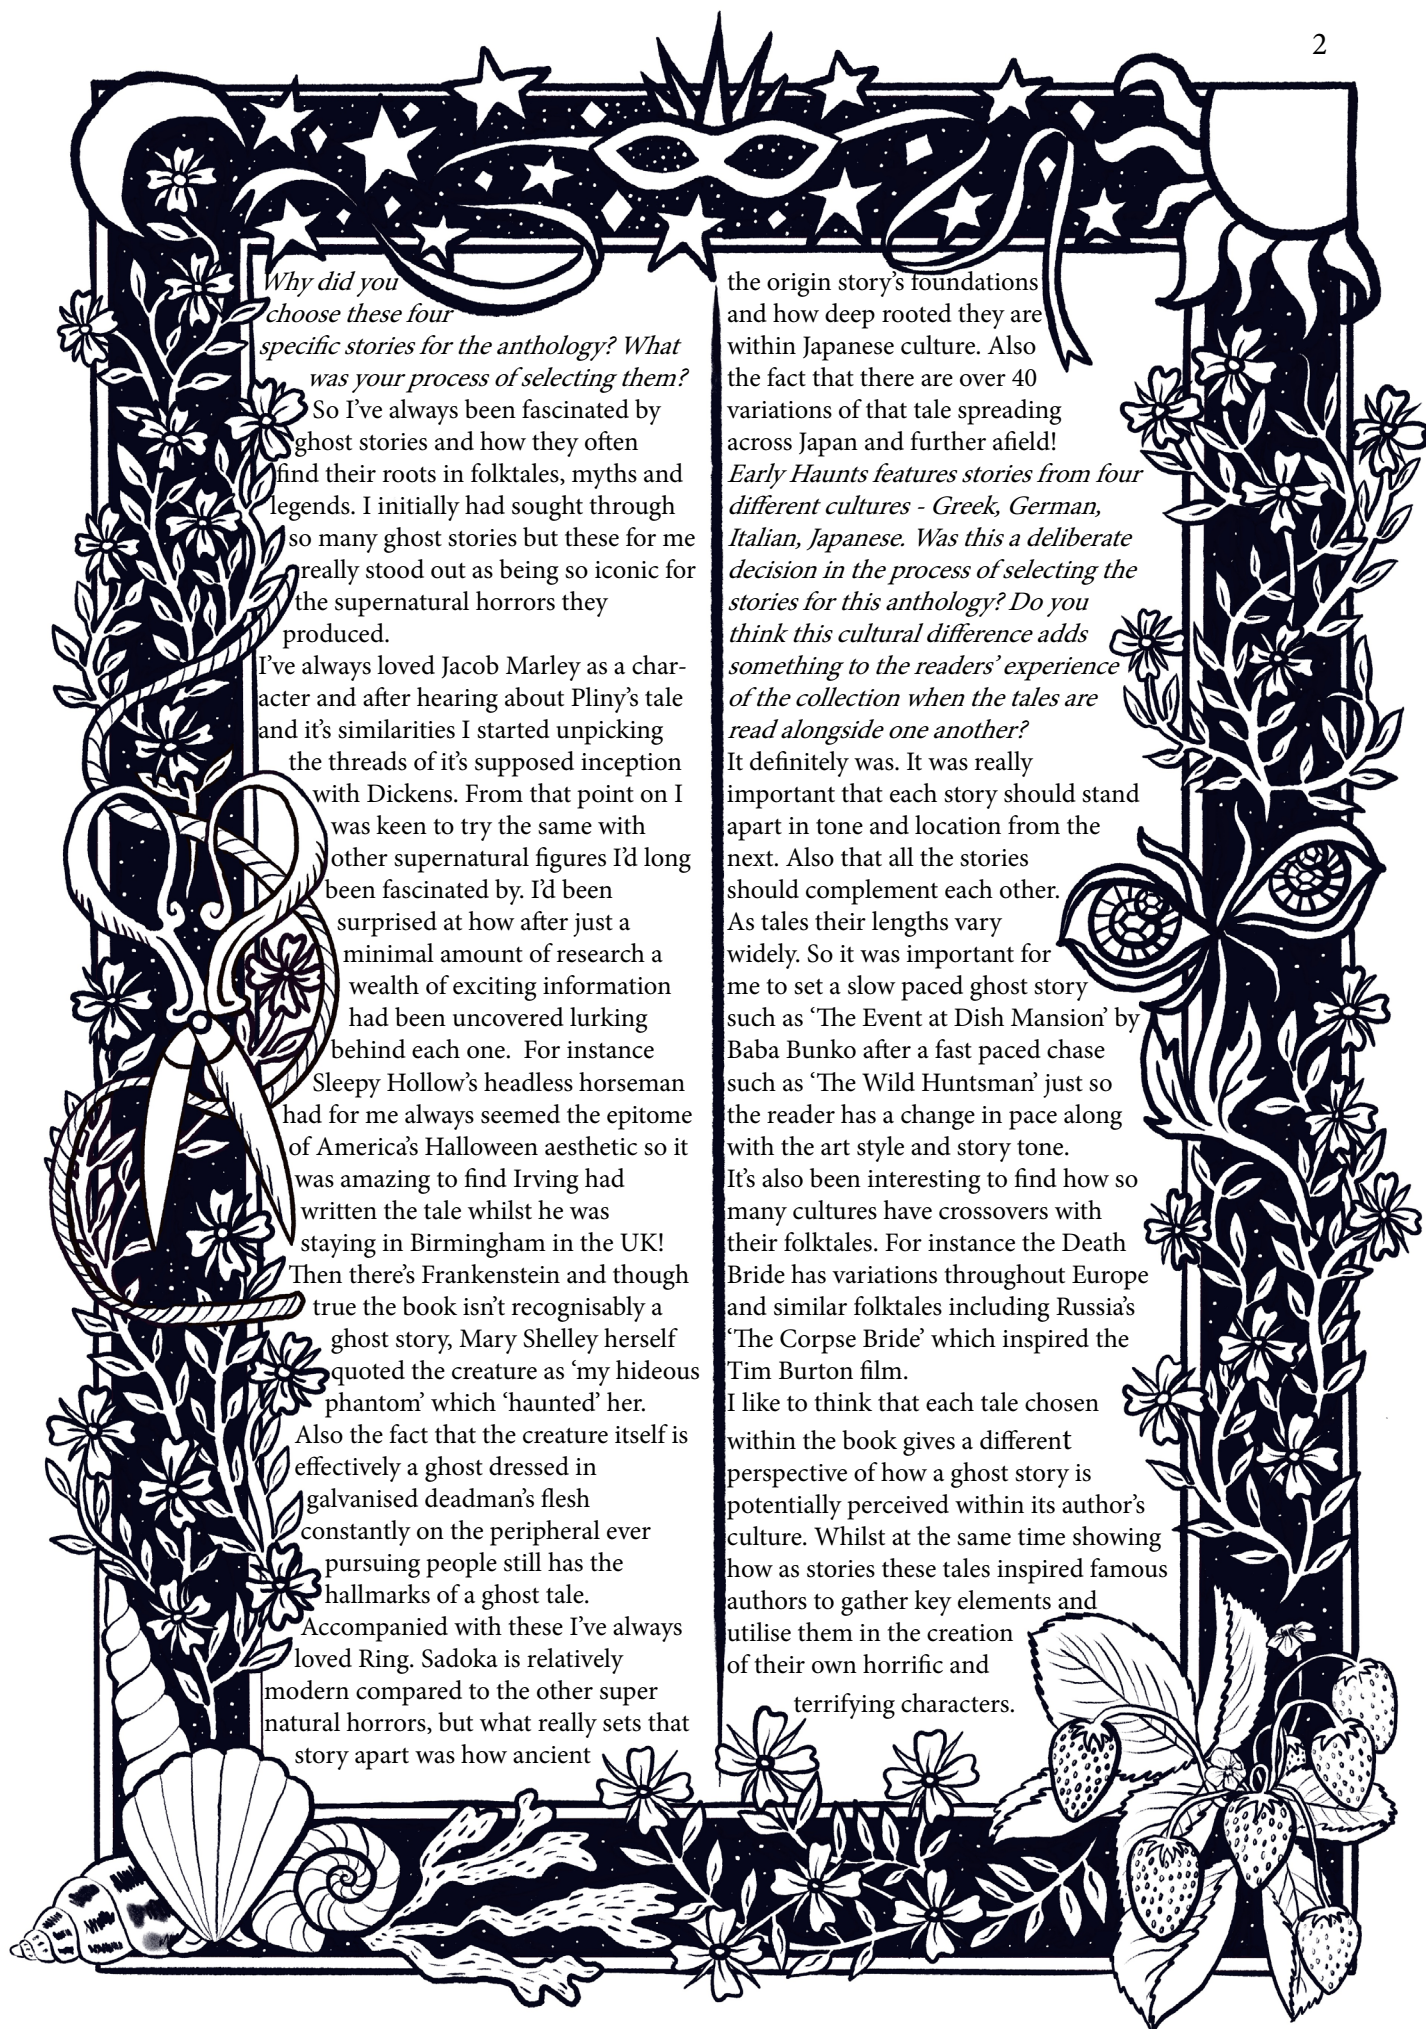 2
Why did you
choose these four
specific stories for the anthology? What
was your process of selecting them?
So I've always been fascinated by
ghost stories and how they often
find their roots in folktales, myths and
legends. I initially had sought through
so many ghost stories but these for me
really stood out as being so iconic for
the supernatural horrors they
produced.
I've always loved Jacob Marley as a char-
acter and after hearing about Pliny's tale
and it's similarities I started unpicking
the threads of it's supposed inception
with Dickens. From that point on I
was keen to try the same with
other supernatural figures I'd long
been fascinated by. I'd been
surprised at how after just a
minimal amount of research a
wealth of exciting information
had been uncovered lurking
behind each one.  For instance
Sleepy Hollow's headless horseman
had for me always seemed the epitome
of America's Halloween aesthetic so it
was amazing to find Irving had
written the tale whilst he was
staying in Birmingham in the UK!
Then there's Frankenstein and though
true the book isn't recognisably a
ghost story, Mary Shelley herself
quoted the creature as 'my hideous
phantom' which 'haunted' her.
Also the fact that the creature itself is
effectively a ghost dressed in
galvanised deadman's flesh
constantly on the peripheral ever
pursuing people still has the
hallmarks of a ghost tale.
Accompanied with these I've always
loved Ring. Sadoka is relatively
modern compared to the other super
natural horrors, but what really sets that
story apart was how ancient
the origin story's foundations
and how deep rooted they are
within Japanese culture. Also
the fact that there are over 40
variations of that tale spreading
across Japan and further afield!
Early Haunts features stories from four
different cultures - Greek, German,
Italian, Japanese. Was this a deliberate
decision in the process of selecting the
stories for this anthology? Do you
think this cultural difference adds
something to the readers' experience
of the collection when the tales are
read alongside one another?
It definitely was. It was really
important that each story should stand
apart in tone and location from the
next. Also that all the stories
should complement each other.
As tales their lengths vary
widely. So it was important for
me to set a slow paced ghost story
such as 'The Event at Dish Mansion' by
Baba Bunko after a fast paced chase
such as 'The Wild Huntsman' just so
the reader has a change in pace along
with the art style and story tone.
It's also been interesting to find how so
many cultures have crossovers with
their folktales. For instance the Death
Bride has variations throughout Europe
and similar folktales including Russia's
'The Corpse Bride' which inspired the
Tim Burton film.
I like to think that each tale chosen
within the book gives a different
perspective of how a ghost story is
potentially perceived within its author's
culture. Whilst at the same time showing
how as stories these tales inspired famous
authors to gather key elements and
utilise them in the creation
of their own horrific and
terrifying characters.